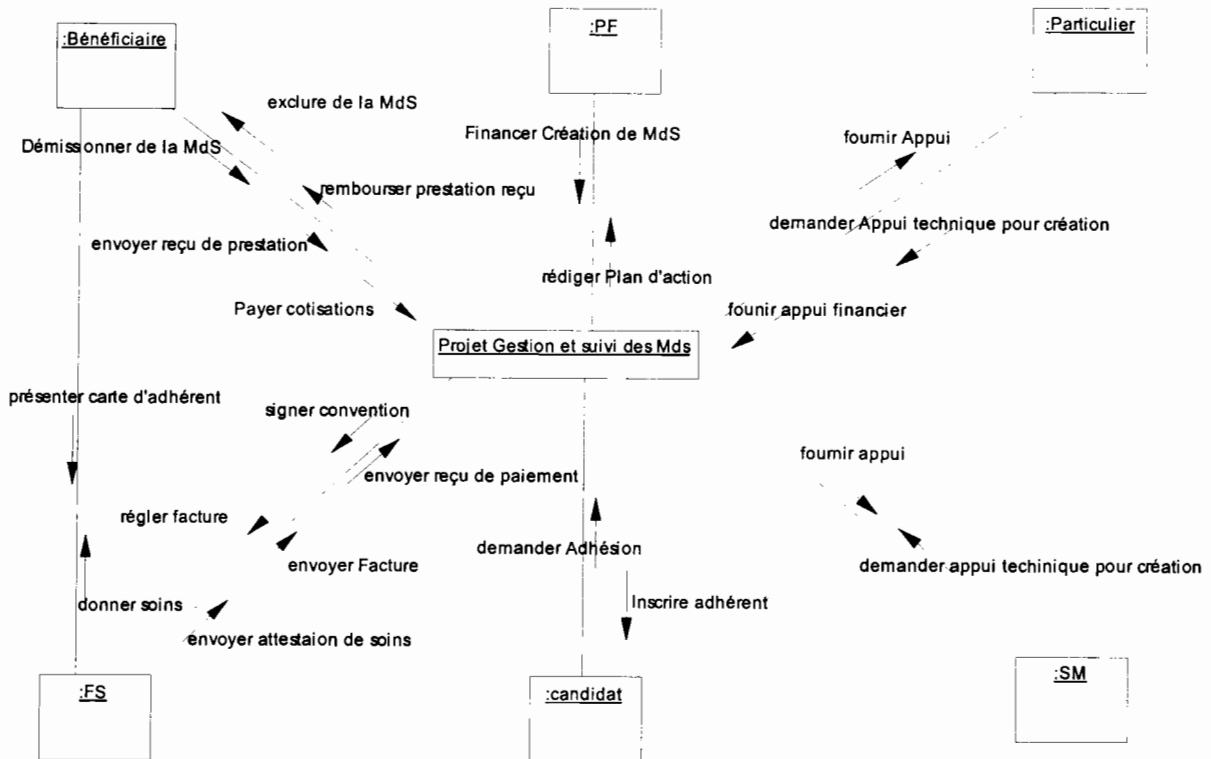 :Bénéficiaire
:PF
:Particulier
exclure de la MdS
Financer Création de MdS
fournir Appui
Démissonner de la MdS
rembourser prestation reçu
demander Appui technique pour création
envoyer reçu de prestation
rédiger Plan d'action
Payer cotisations
founir appui financier
Projet Gestion et suivi des Mds
présenter carte d'adhérent
signer convention
fournir appui
envoyer reçu de paiement
régler facture
demander Adhésion
envoyer Facture
demander appui techinique pour création
donner soins
Inscrire adhérent
envoyer attestaion de soins
:FS
:candidat
:SM